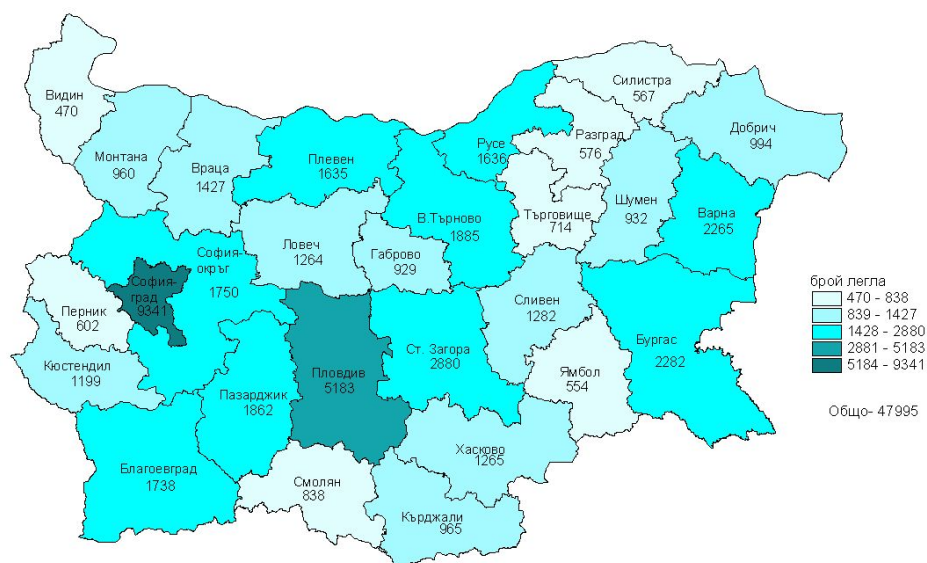 Видин
470
Монтана
960
Враца
1427
Плевен
1635
Русе
1636
Силистра
567
Разград
576
Добрич
994
Шумен
932
Търговище
714
Варна
2265
В.Търново
1885
Ловеч
1264
Габрово
929
София-
окръг
1750
София-
град
9341
Перник
602
Кюстендил
1199
Пазарджик
1862
Пловдив
5183
Ст. Загора
2880
Сливен
1282
Ямбол
554
Бургас
2282
Благоевград
1738
Смолян
838
Хасково
1265
Кърджали
965
брой легла
470 - 838
839 - 1427
1428 - 2880
2881 - 5183
5184 - 9341
Общо- 47995